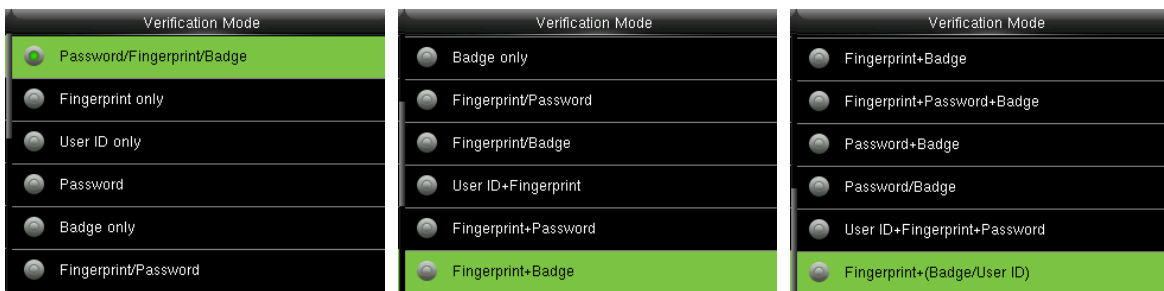 Verification Mode
Password/Fingerprint/Badge
Fingerprint only
User ID only
Password
Badge only
Fingerprint/Password
Verification Mode
Badge only
Fingerprint/Password
Fingerprint/Badge
User ID+Fingerprint
Fingerprint+Password
Fingerprint+Badge
Verification Mode
Fingerprint+Badge
Fingerprint+Password+Badge
Password+Badge
Password/Badge
User ID+Fingerprint+Password
Fingerprint+(Badge/User ID)